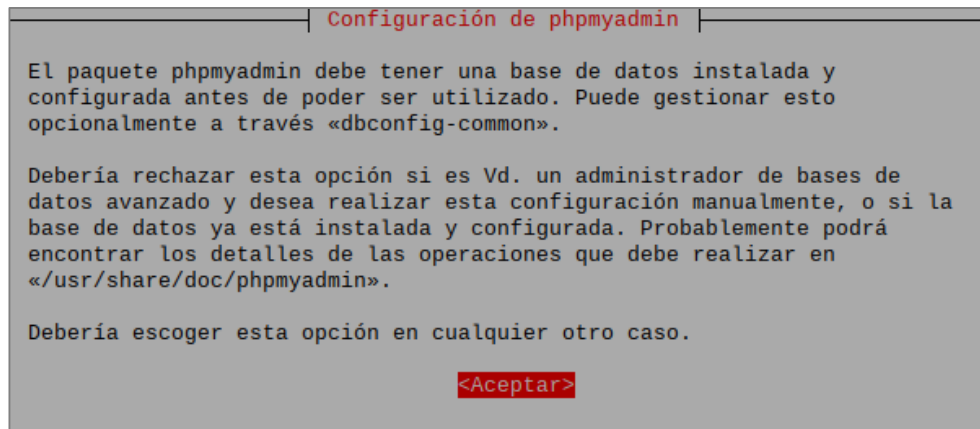 Configuración de phpmyadmin
El paquete phpmyadmin debe tener una base de datos instalada y
configurada antes de poder ser utilizado. Puede gestionar esto
opcionalmente a través «dbconfig-common».
Debería rechazar esta opción si es Vd. un administrador de bases de
datos avanzado y desea realizar esta configuración manualmente, o si la
base de datos ya está instalada y configurada. Probablemente podrá
encontrar los detalles de las operaciones que debe realizar en
«/usr/share/doc/phpmyadmin».
Debería escoger esta opción en cualquier otro caso.
<Aceptar>